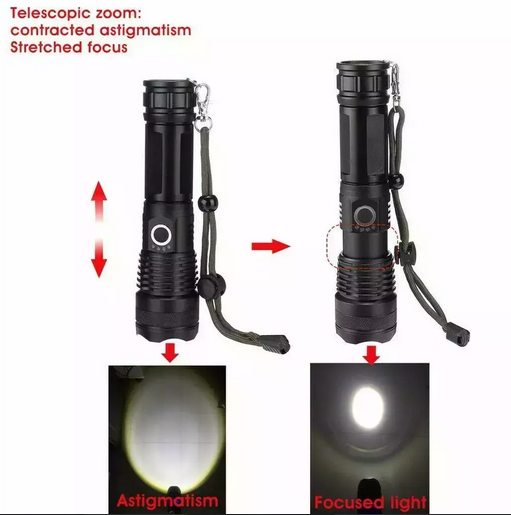 Telescopic zoom:
contracted astigmatism
Stretched focus
Astigmatism
Focused light